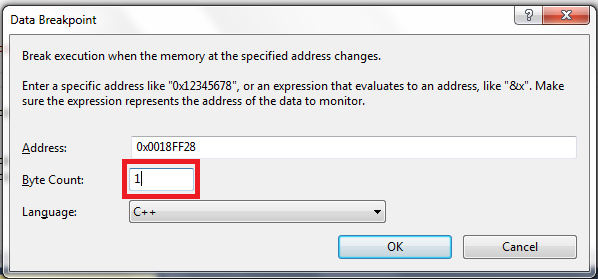 Data Breakpoint
?
Break execution when the memory at the specified address changes.
Enter a specific address like "0x12345678", or an expression that evaluates to an address, like "&x". Make
sure the expression represents the address of the data to monitor.
Address: 0x0018FF28
Byte Count: 1
Language: C++
OK Cancel